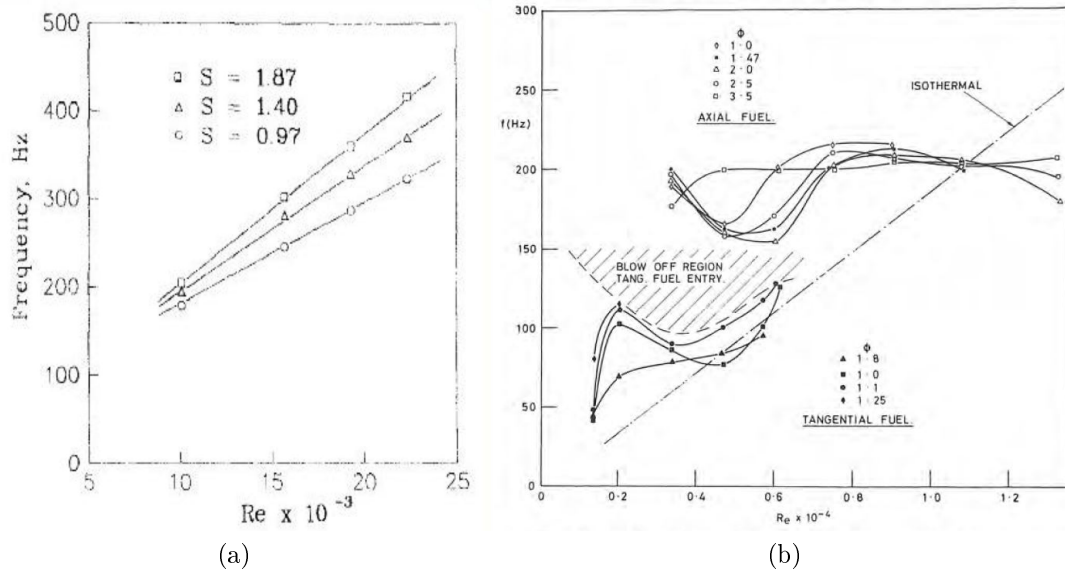 500
400
300
200
100
0
Frequency, Hz
S = 1.87
S = 1.40
S = 0.97
5 10 15 20 25
Re x 10⁻³
(a)
300
250
f(Hz)
200
150
100
50
0
ϕ
1·0
1·47
2·0
2·5
3·5
AXIAL FUEL.
ISOTHERMAL
BLOW OFF REGION
TANG. FUEL ENTRY.
ϕ
1·8
1·0
1·1
1·25
TANGENTIAL FUEL.
0 0·2 0·4 0·6 0·8 1·0 1·2
Re × 10⁻⁴
(b)